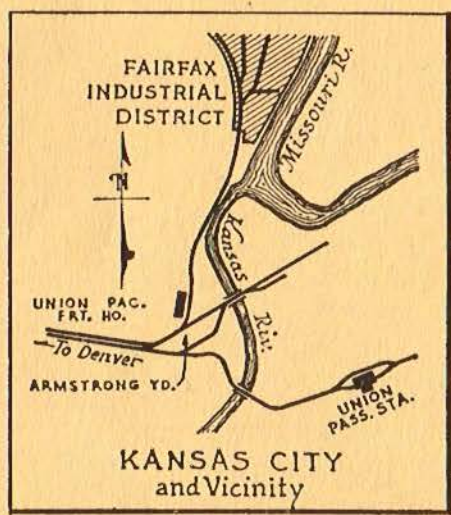 FAIRFAX
INDUSTRIAL
DISTRICT
Missouri R.
N
Kansas
Riv.
UNION PAC.
FRT. HO.
To Denver
ARMSTRONG YD.
UNION
PASS. STA.
KANSAS CITY
and Vicinity